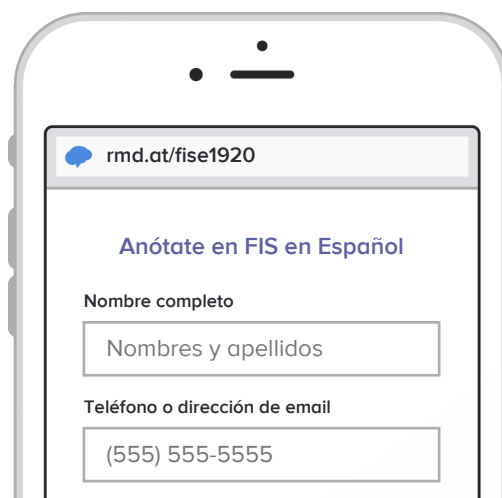 rmd.at/fise1920
Anótate en FIS en Español
Nombre completo
Nombres y apellidos
Teléfono o dirección de email
(555) 555-5555